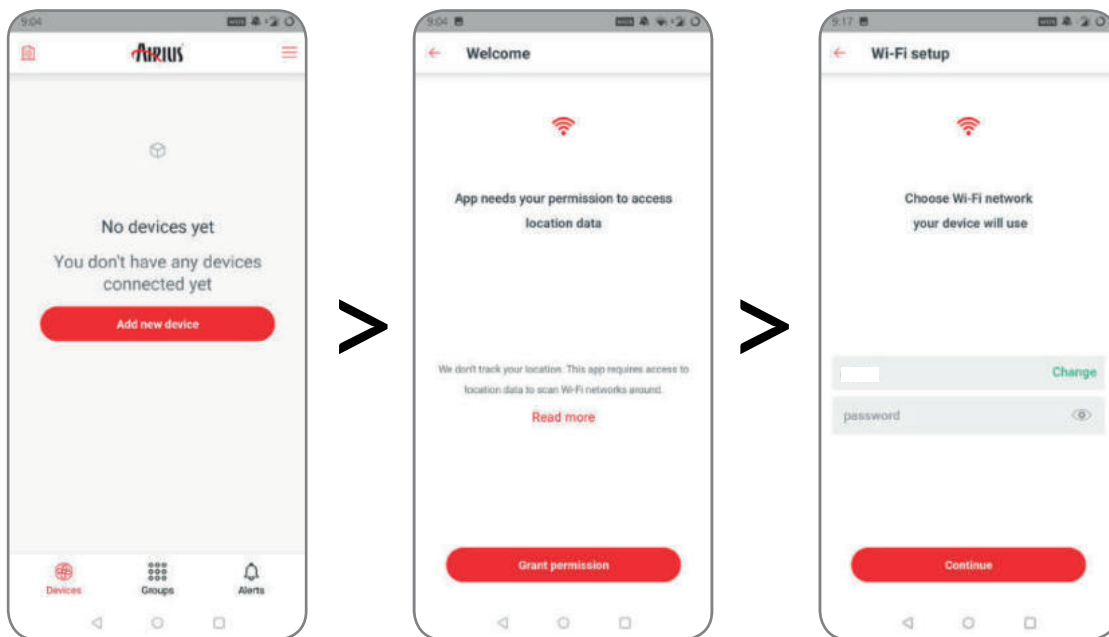 9:04
AIRIUS
No devices yet
You don't have any devices
connected yet
Add new device
Devices
Groups
Alerts
>
9:04
Welcome
App needs your permission to access
location data
We don't track your location. This app requires access to
location data to scan Wi-Fi networks around.
Read more
Grant permission
>
9:17
Wi-Fi setup
Choose Wi-Fi network
your device will use
Change
password
Continue